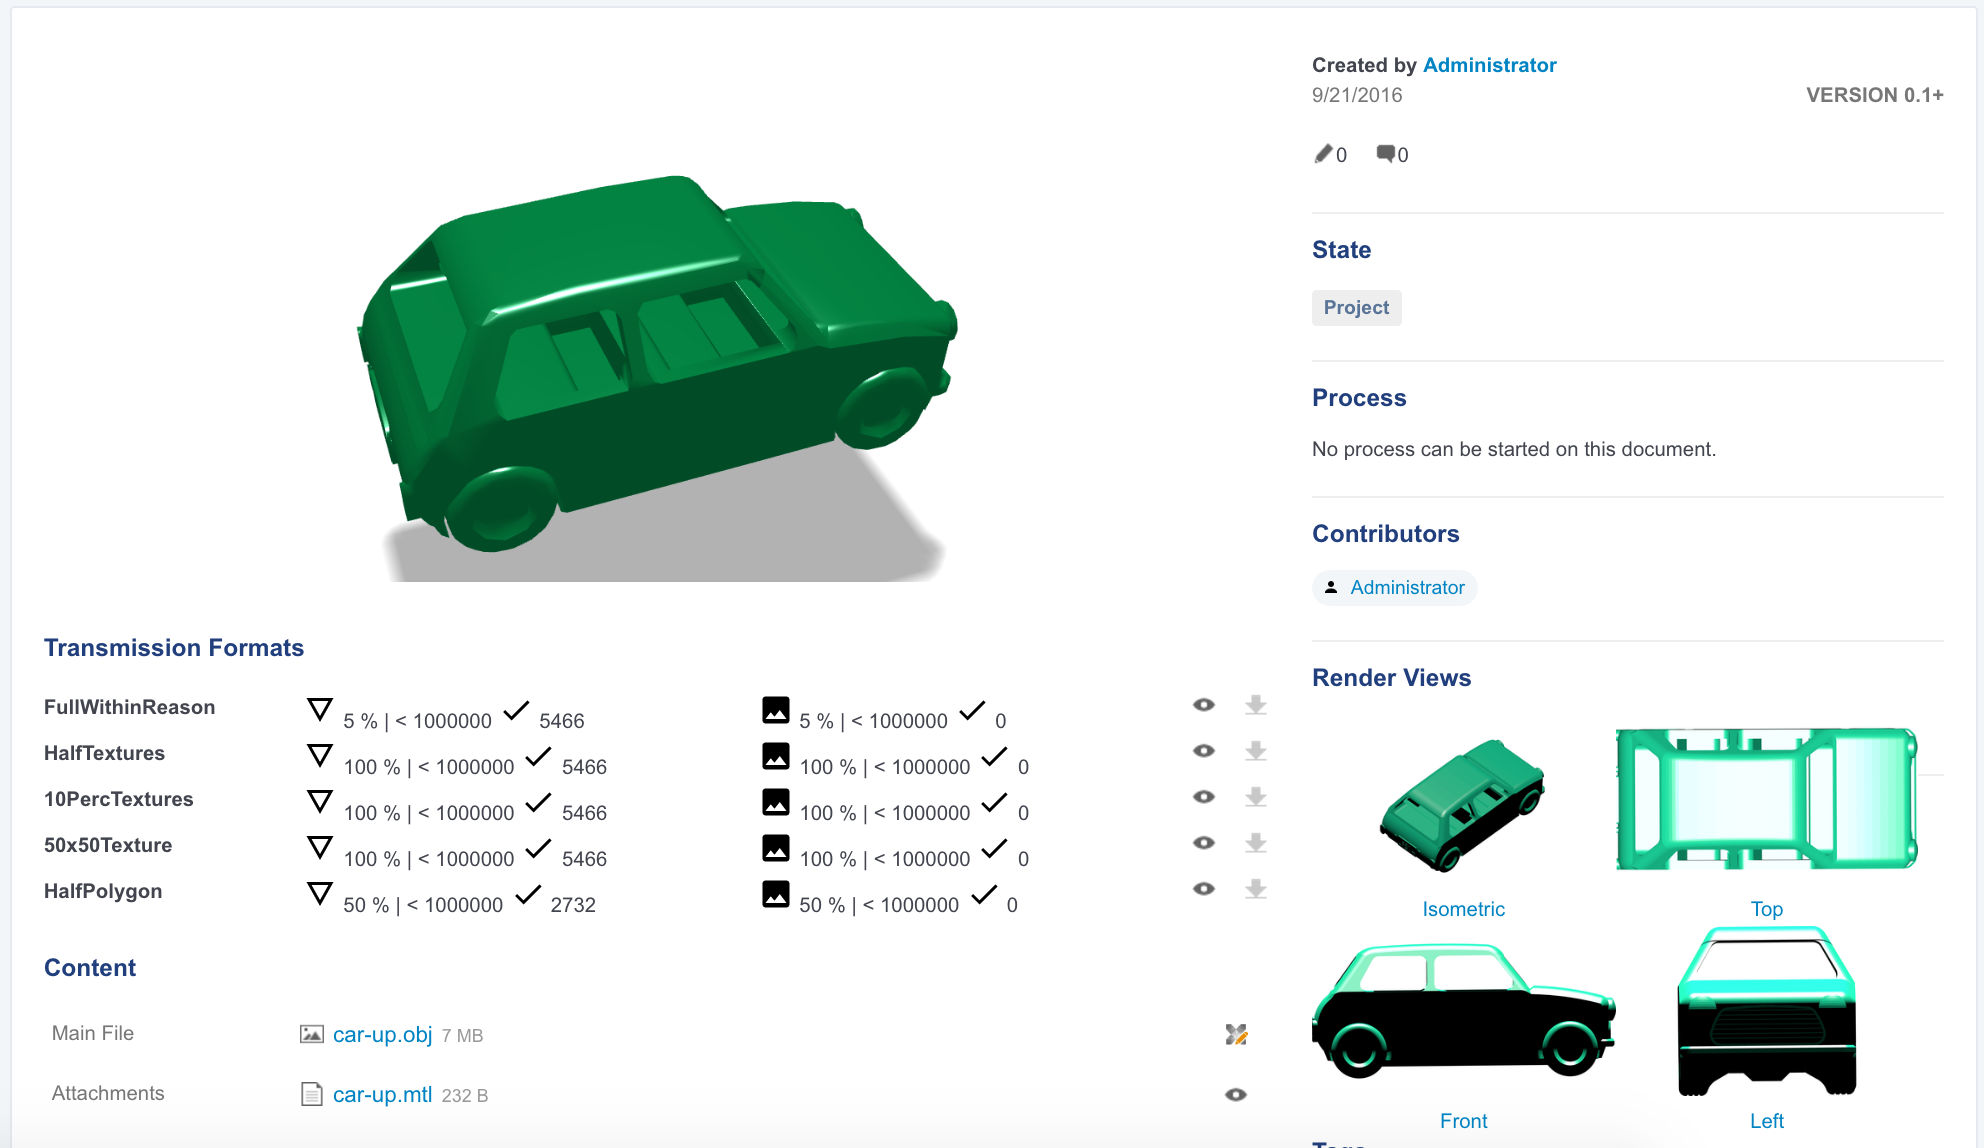 Created by Administrator
9/21/2016
VERSION 0.1+
0 0
State
Project
Process
No process can be started on this document.
Contributors
Administrator
Render Views
Isometric
Top
Front
Left
Tags
Transmission Formats
FullWithinReason 5 % | < 1000000 5466 5 % | < 1000000 0
HalfTextures 100 % | < 1000000 5466 100 % | < 1000000 0
10PercTextures 100 % | < 1000000 5466 100 % | < 1000000 0
50x50Texture 100 % | < 1000000 5466 100 % | < 1000000 0
HalfPolygon 50 % | < 1000000 2732 50 % | < 1000000 0
Content
Main File car-up.obj 7 MB
Attachments car-up.mtl 232 B